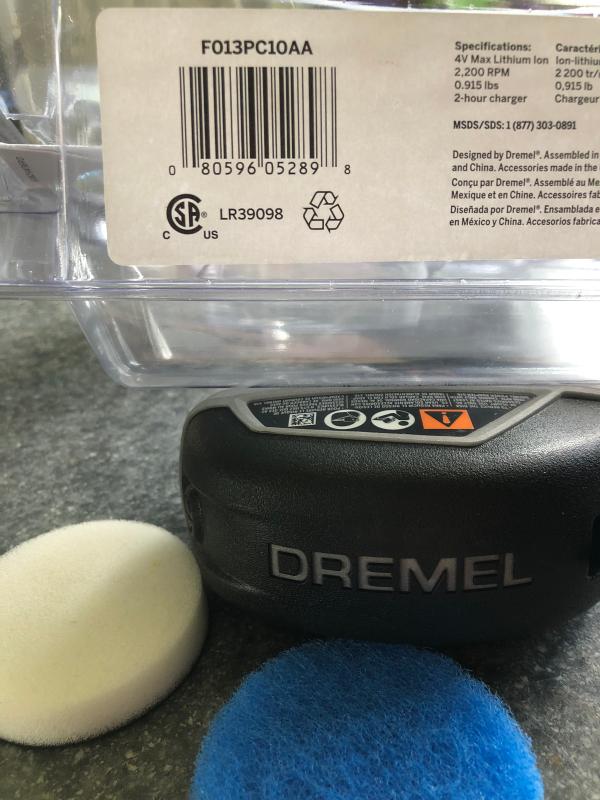 F013PC10AA
0 80596 05289 8
LR39098
SA
C US
Specifications:
4V Max Lithium Ion
2,200 RPM
0.915 lbs
2-hour charger
Caractéri
Ion-lithiu
2 200 tr/
0,915 lb
Chargeur
MSDS/SDS: 1 (877) 303-0891
Designed by Dremel®. Assembled in
and China. Accessories made in the
Conçu par Dremel®. Assemblé au Me
Mexique et en Chine. Accessoires fab
Diseñada por Dremel®. Ensamblada e
en México y China. Accesorios fabrica
DREMEL